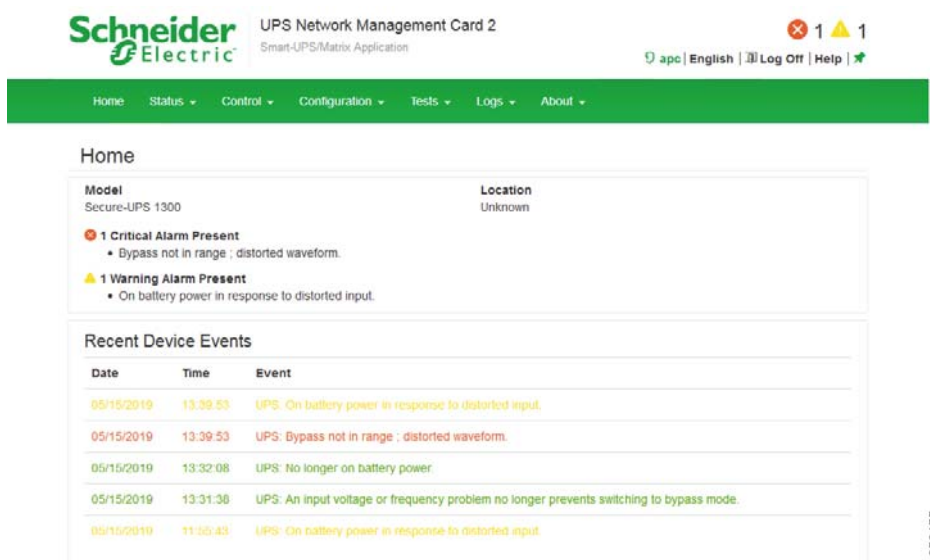 Schneider Electric
UPS Network Management Card 2
Smart-UPS/Matrix Application
1 1
apc | English | Log Off | Help |
Home Status Control Configuration Tests Logs About
Home
Model Location
Secure-UPS 1300 Unknown
1 Critical Alarm Present
• Bypass not in range ; distorted waveform.
1 Warning Alarm Present
• On battery power in response to distorted input.
Recent Device Events
Date Time Event
05/15/2019 13:39:53 UPS: On battery power in response to distorted input.
05/15/2019 13:39:53 UPS: Bypass not in range ; distorted waveform.
05/15/2019 13:32:08 UPS: No longer on battery power.
05/15/2019 13:31:38 UPS: An input voltage or frequency problem no longer prevents switching to bypass mode.
05/15/2019 11:55:43 UPS: On battery power in response to distorted input.